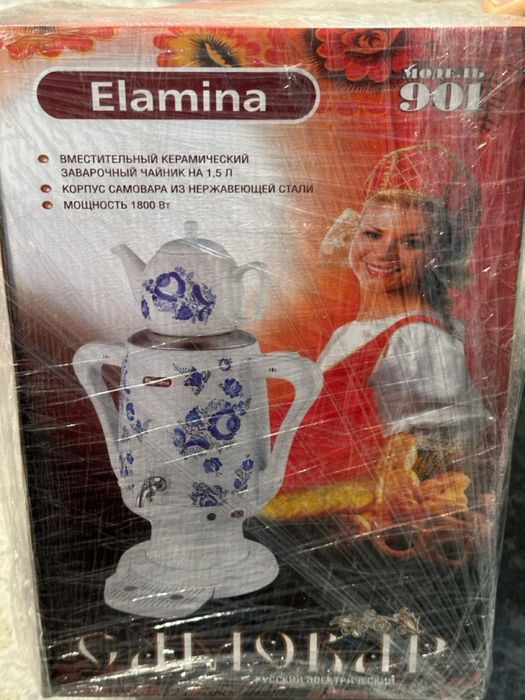 Elamina
МОДЕЛЬ
901
ВМЕСТИТЕЛЬНЫЙ КЕРАМИЧЕСКИЙ
ЗАВАРОЧНЫЙ ЧАЙНИК НА 1,5 Л
КОРПУС САМОВАРА ИЗ НЕРЖАВЕЮЩЕЙ СТАЛИ
МОЩНОСТЬ 1800 Вт
Elamina
САМОВАР
РУССКИЙ ЭЛЕКТРИЧЕСКИЙ